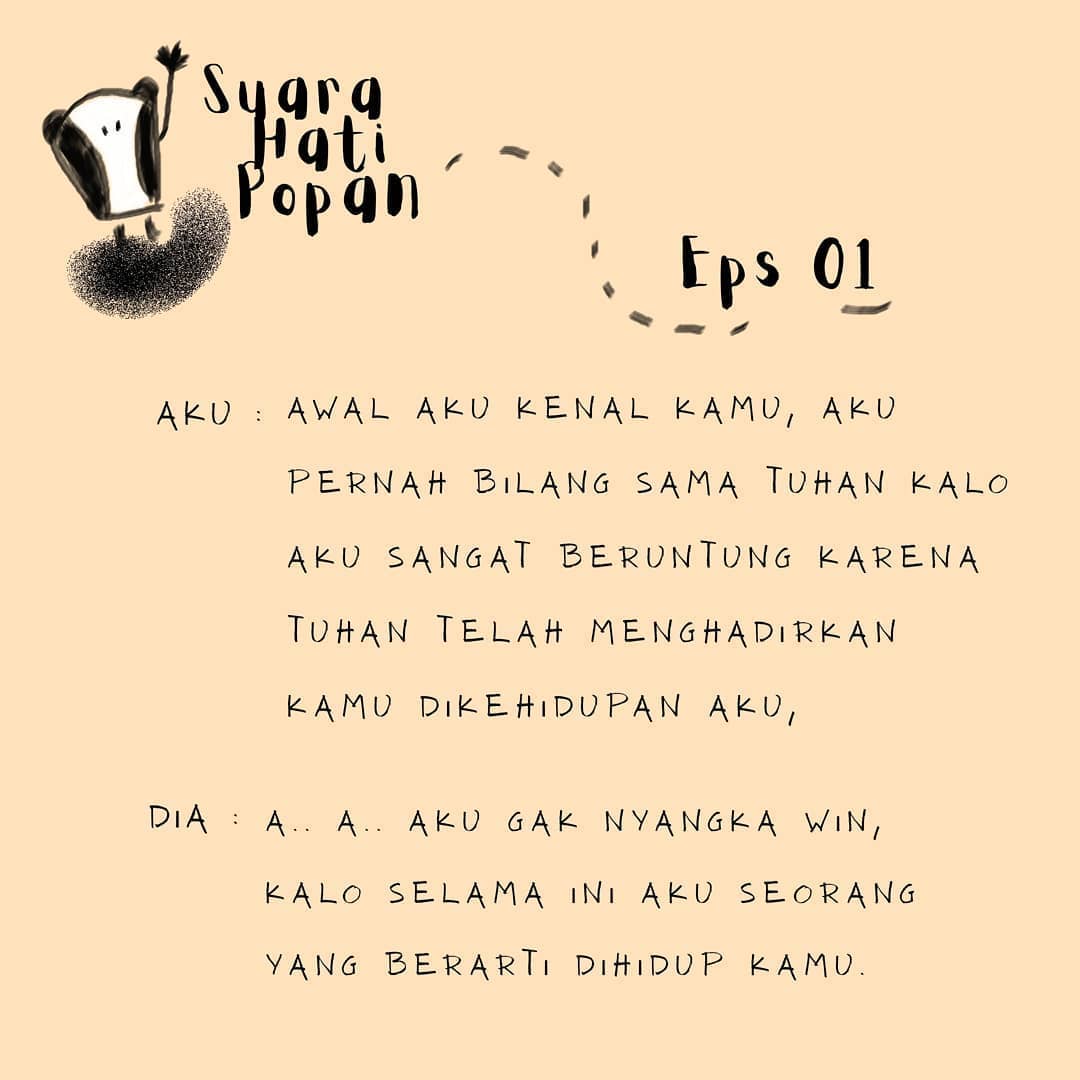 Syara
Hati
Popan
Eps 01
AKU : AWAL AKU KENAL KAMU, AKU
PERNAH BILANG SAMA TUHAN KALO
AKU SANGAT BERUNTUNG KARENA
TUHAN TELAH MENGHADIRKAN
KAMU DIKEHIDUPAN AKU,
DIA : A.. A.. AKU GAK NYANGKA WIN,
KALO SELAMA INI AKU SEORANG
YANG BERARTI DIHIDUP KAMU.